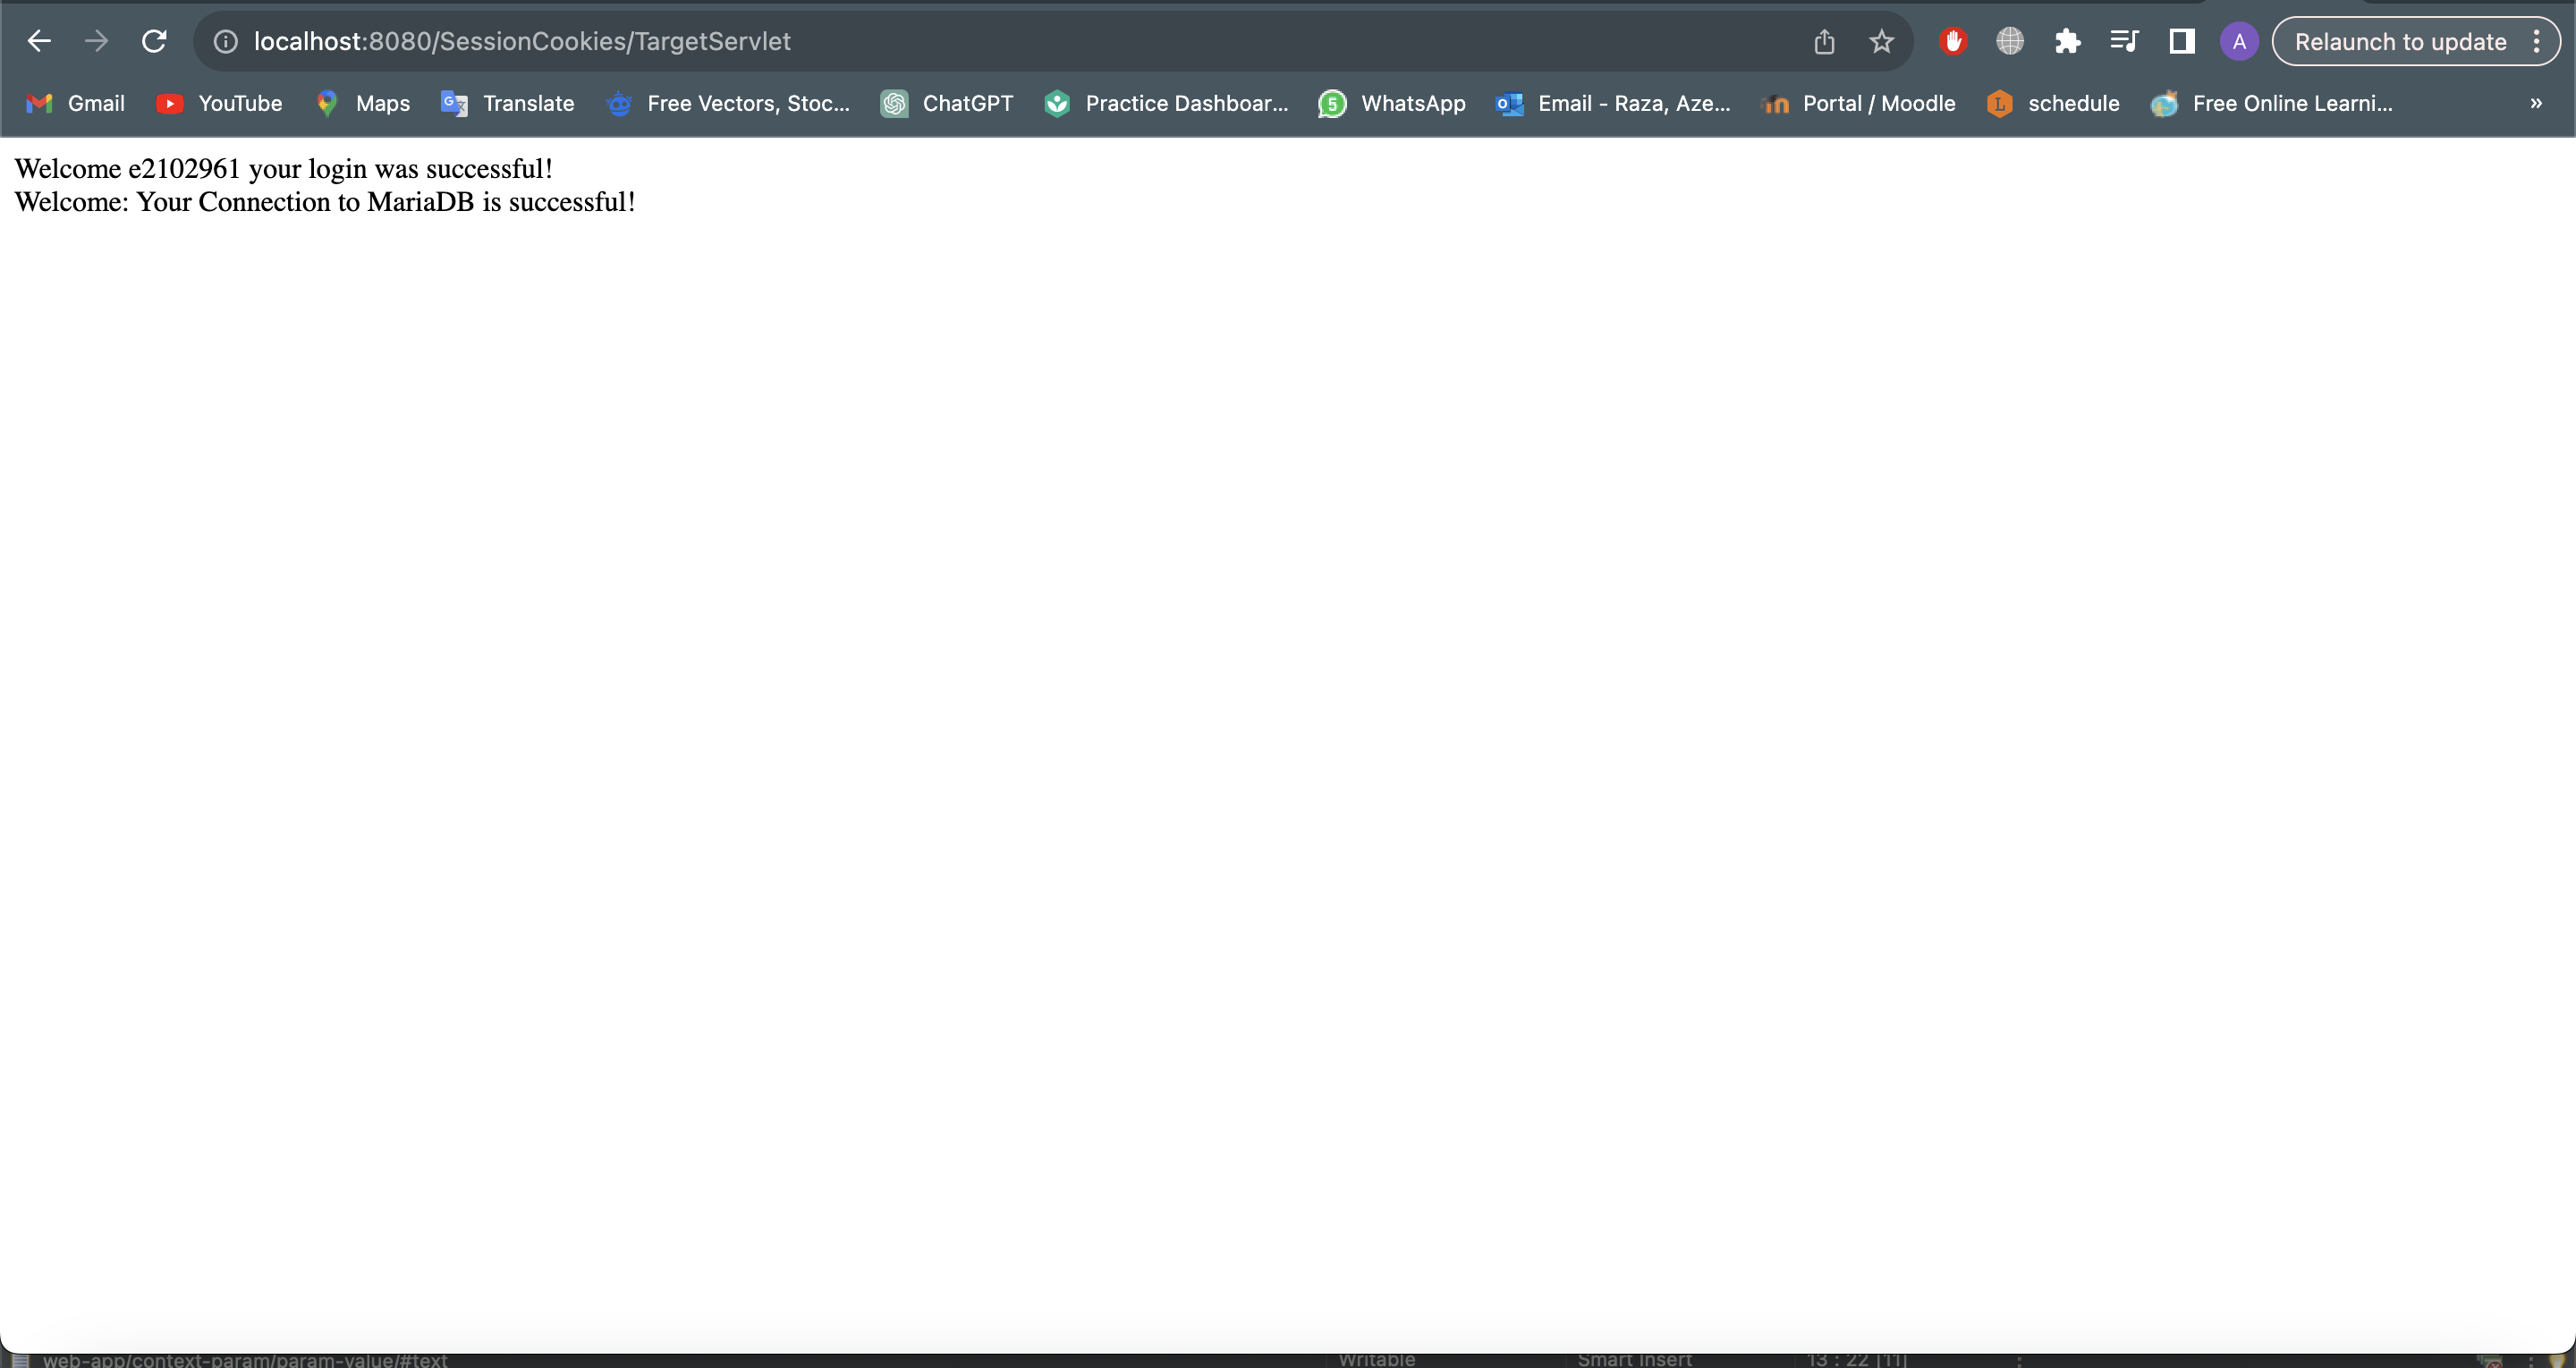 localhost:8080/SessionCookies/TargetServlet
Relaunch to update
A
Gmail YouTube Maps Translate Free Vectors, Stoc... ChatGPT Practice Dashboar... 5 WhatsApp Email - Raza, Aze... Portal / Moodle L schedule Free Online Learni... »
Welcome e2102961 your login was successful!
Welcome: Your Connection to MariaDB is successful!
web-app/context-param/param-value/#text Writable Smart Insert 13 : 22 [11]